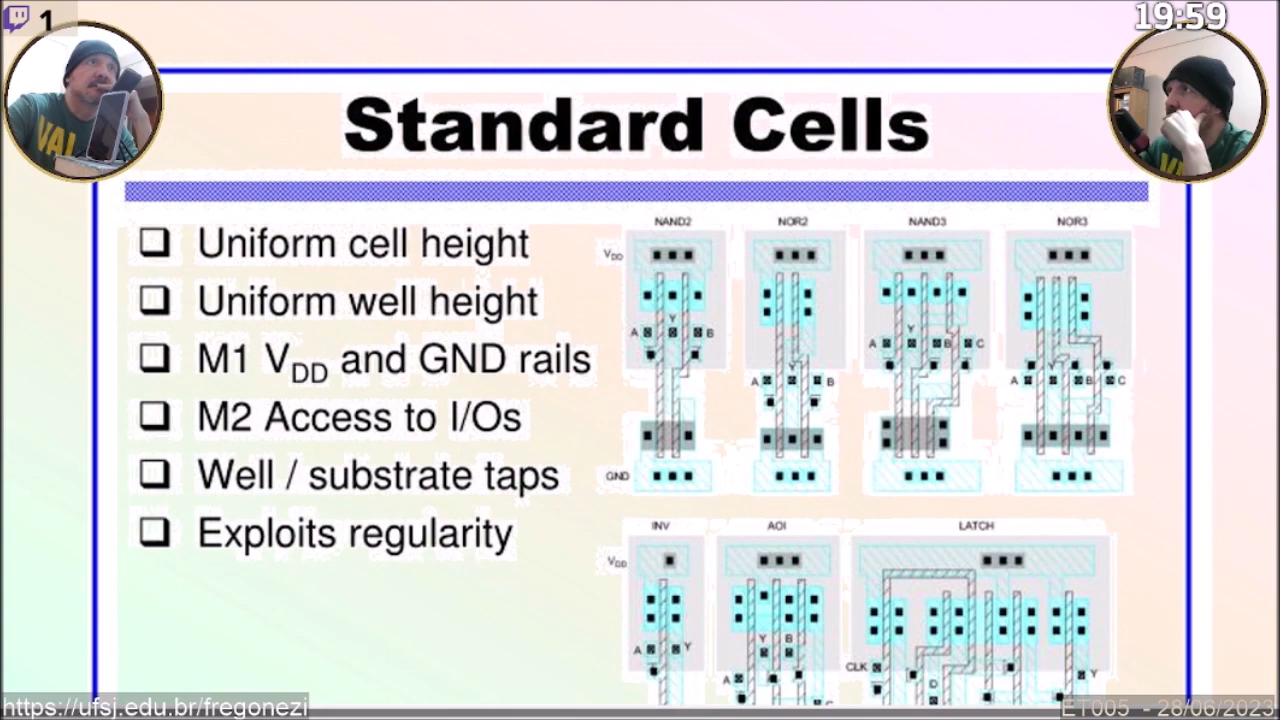 1
19:59
VAL
Standard Cells
Uniform cell height
Uniform well height
M1 VDD and GND rails
M2 Access to I/Os
Well / substrate taps
Exploits regularity
NAND2 NOR2 NAND3 NOR3
VDD
Y
A B
A Y B
Y
A B C
Y
A B C
GND
INV AOI LATCH
VDD
A Y
Y B
A C
CLK
D
Y
https://ufsj.edu.br/fregonezi
ET005 - 28/06/2023